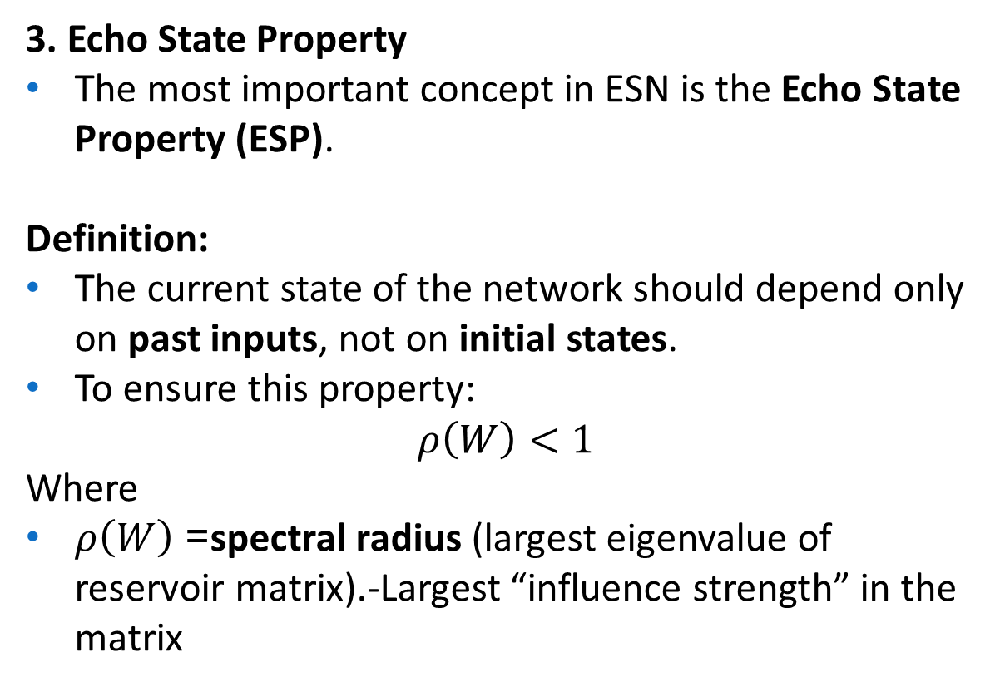 3. Echo State Property
• The most important concept in ESN is the Echo State
Property (ESP).
Definition:
• The current state of the network should depend only
on past inputs, not on initial states.
• To ensure this property:
𝜌(𝑊) < 1
Where
• 𝜌(𝑊) =spectral radius (largest eigenvalue of
reservoir matrix).-Largest “influence strength” in the
matrix